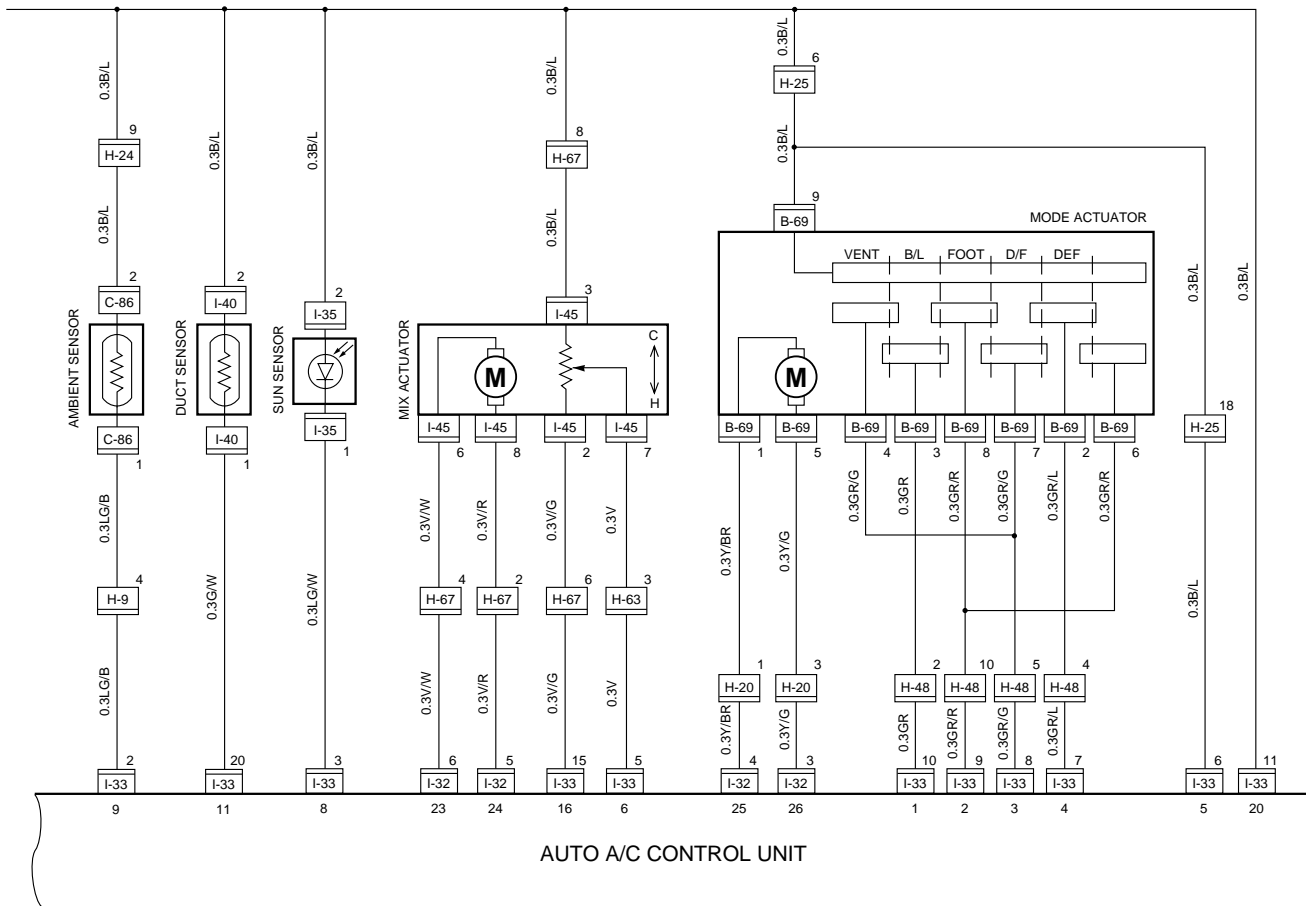 0.3B/L
6
H-25
0.3B/L
0.3B/L
0.3B/L
0.3B/L
0.3B/L
9
H-24
8
H-67
0.3B/L
0.3B/L
9
B-69
MODE ACTUATOR
VENT B/L FOOT D/F DEF
0.3B/L
0.3B/L
2
C-86
2
I-40
2
I-35
3
I-45
AMBIENT SENSOR
DUCT SENSOR
SUN SENSOR
MIX ACTUATOR
M
C
H
M
C-86
1
I-40
1
I-35
1
I-45
6
I-45
8
I-45
2
I-45
7
B-69
1
B-69
5
B-69
4
B-69
3
B-69
8
B-69
7
B-69
2
B-69
6
18
H-25
0.3LG/B
0.3G/W
0.3LG/W
0.3V/W
0.3V/R
0.3V/G
0.3V
0.3Y/BR
0.3Y/G
0.3GR/G
0.3GR
0.3GR/R
0.3GR/G
0.3GR/L
0.3GR/R
0.3B/L
4
H-9
4
H-67
2
H-67
6
H-67
3
H-63
1
H-20
3
H-20
2
H-48
10
H-48
5
H-48
4
H-48
0.3LG/B
0.3V/W
0.3V/R
0.3V/G
0.3V
0.3Y/BR
0.3Y/G
0.3GR
0.3GR/R
0.3GR/G
0.3GR/L
2
I-33
20
I-33
3
I-33
6
I-32
5
I-32
15
I-33
5
I-33
4
I-32
3
I-32
10
I-33
9
I-33
8
I-33
7
I-33
6
I-33
11
I-33
9 11 8 23 24 16 6 25 26 1 2 3 4 5 20
AUTO A/C CONTROL UNIT